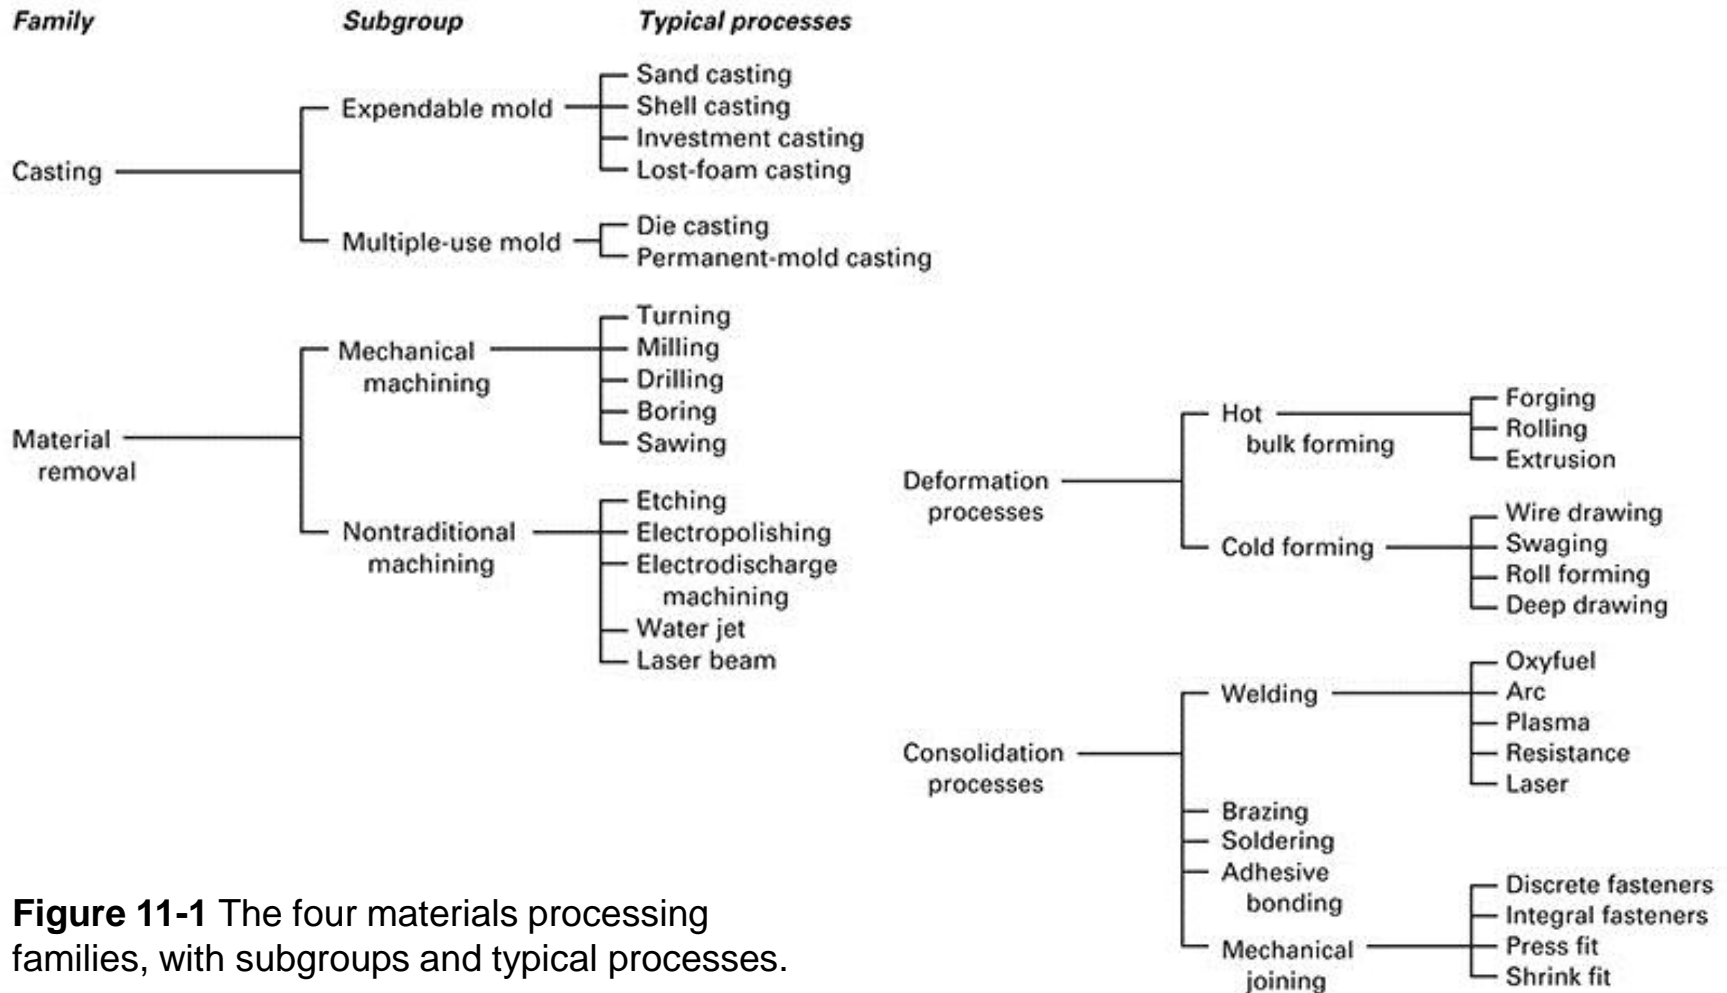 Family Subgroup Typical processes
Casting
Expendable mold
Sand casting
Shell casting
Investment casting
Lost-foam casting
Multiple-use mold
Die casting
Permanent-mold casting
Material
removal
Mechanical
machining
Turning
Milling
Drilling
Boring
Sawing
Nontraditional
machining
Etching
Electropolishing
Electrodischarge
machining
Water jet
Laser beam
Deformation
processes
Hot
bulk forming
Forging
Rolling
Extrusion
Cold forming
Wire drawing
Swaging
Roll forming
Deep drawing
Consolidation
processes
Welding
Oxyfuel
Arc
Plasma
Resistance
Laser
Brazing
Soldering
Adhesive
bonding
Mechanical
joining
Discrete fasteners
Integral fasteners
Press fit
Shrink fit
Figure 11-1 The four materials processing
families, with subgroups and typical processes.